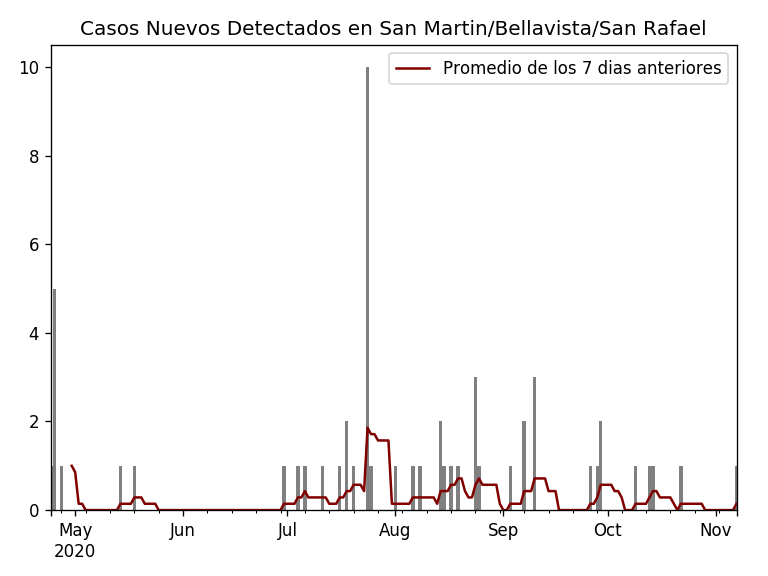 Casos Nuevos Detectados en San Martin/Bellavista/San Rafael
Promedio de los 7 dias anteriores
10
8
6
4
2
0
May Jun Jul Aug Sep Oct Nov
2020